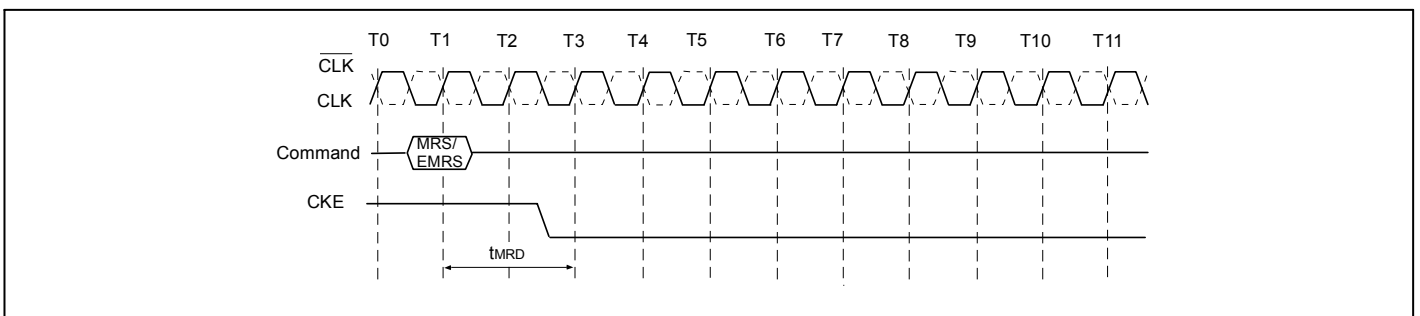 T0 T1 T2 T3 T4 T5 T6 T7 T8 T9 T10 T11
CLK
CLK
Command
MRS/
EMRS
CKE
tMRD